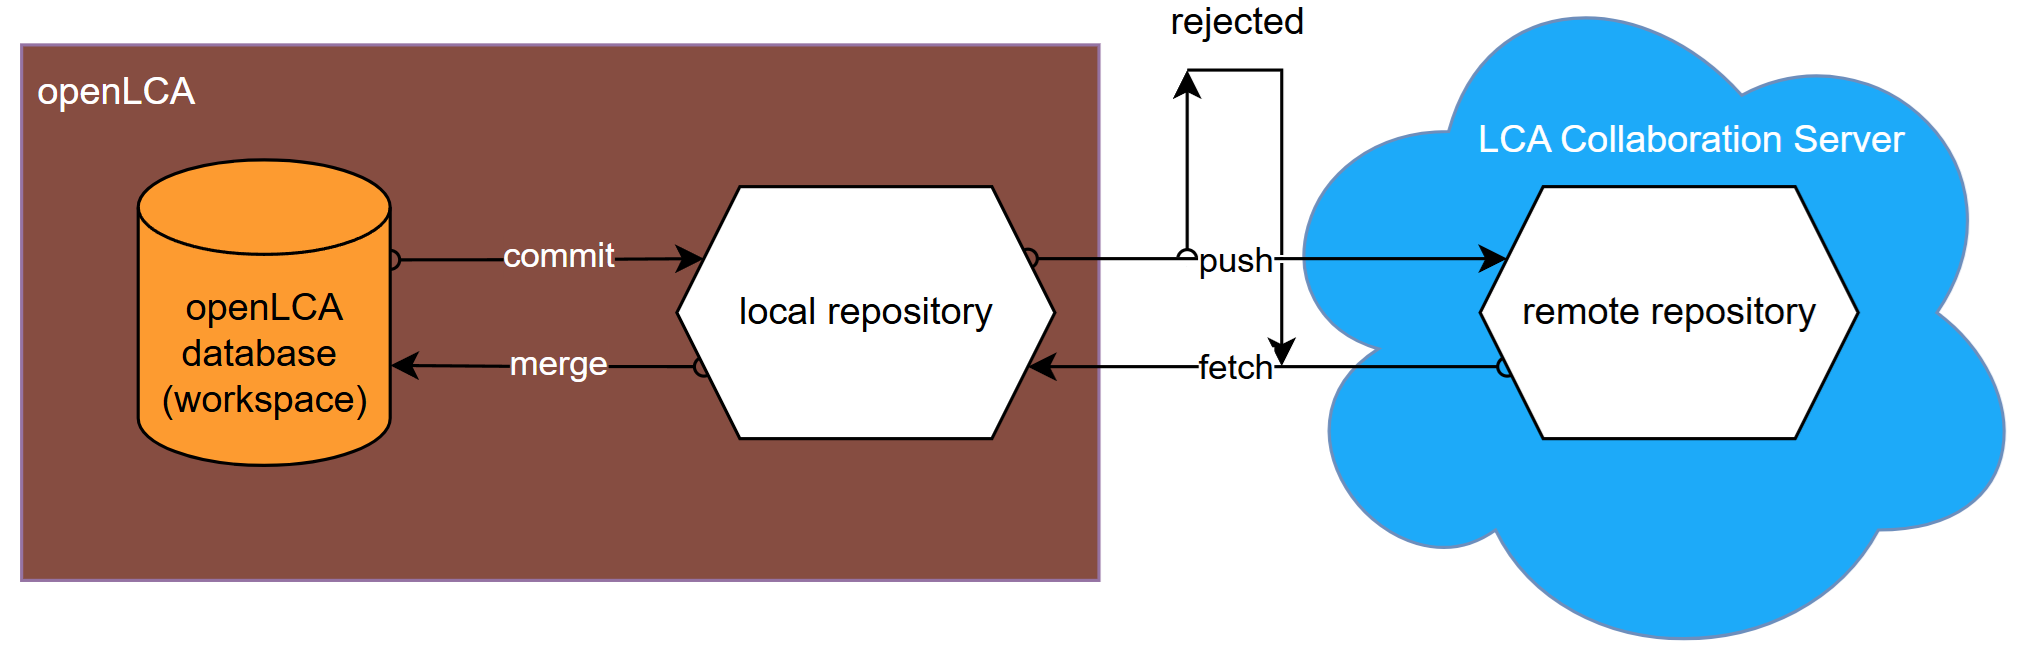 rejected
openLCA
LCA Collaboration Server
commit
push
openLCA
database
(workspace)
local repository
remote repository
merge
fetch